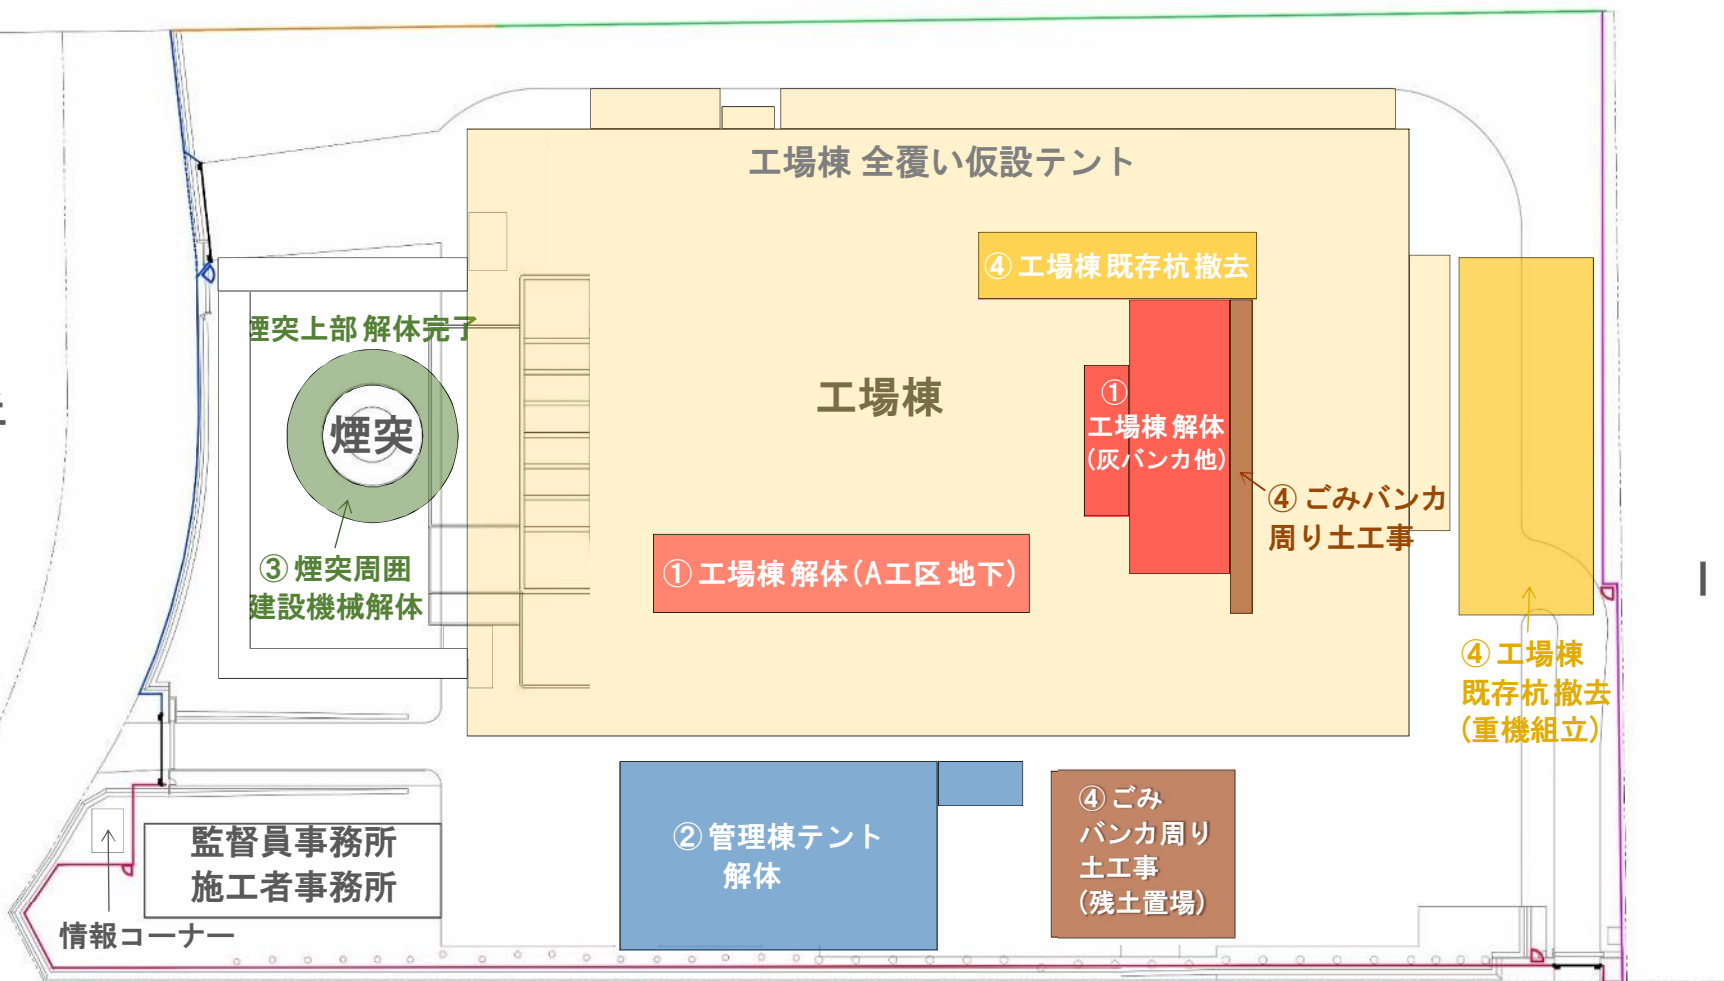 工場棟 全覆い仮設テント
④ 工場棟既存杭撤去
煙突上部 解体完了
工場棟
①
工場棟 解体
(灰バンカ他)
煙突
④ ごみバンカ
周り土工事
③ 煙突周囲
建設機械解体
① 工場棟 解体(A工区 地下)
④ 工場棟
既存杭 撤去
(重機組立)
② 管理棟テント
解体
④ ごみ
バンカ周り
土工事
(残土置場)
監督員事務所
施工者事務所
情報コーナー